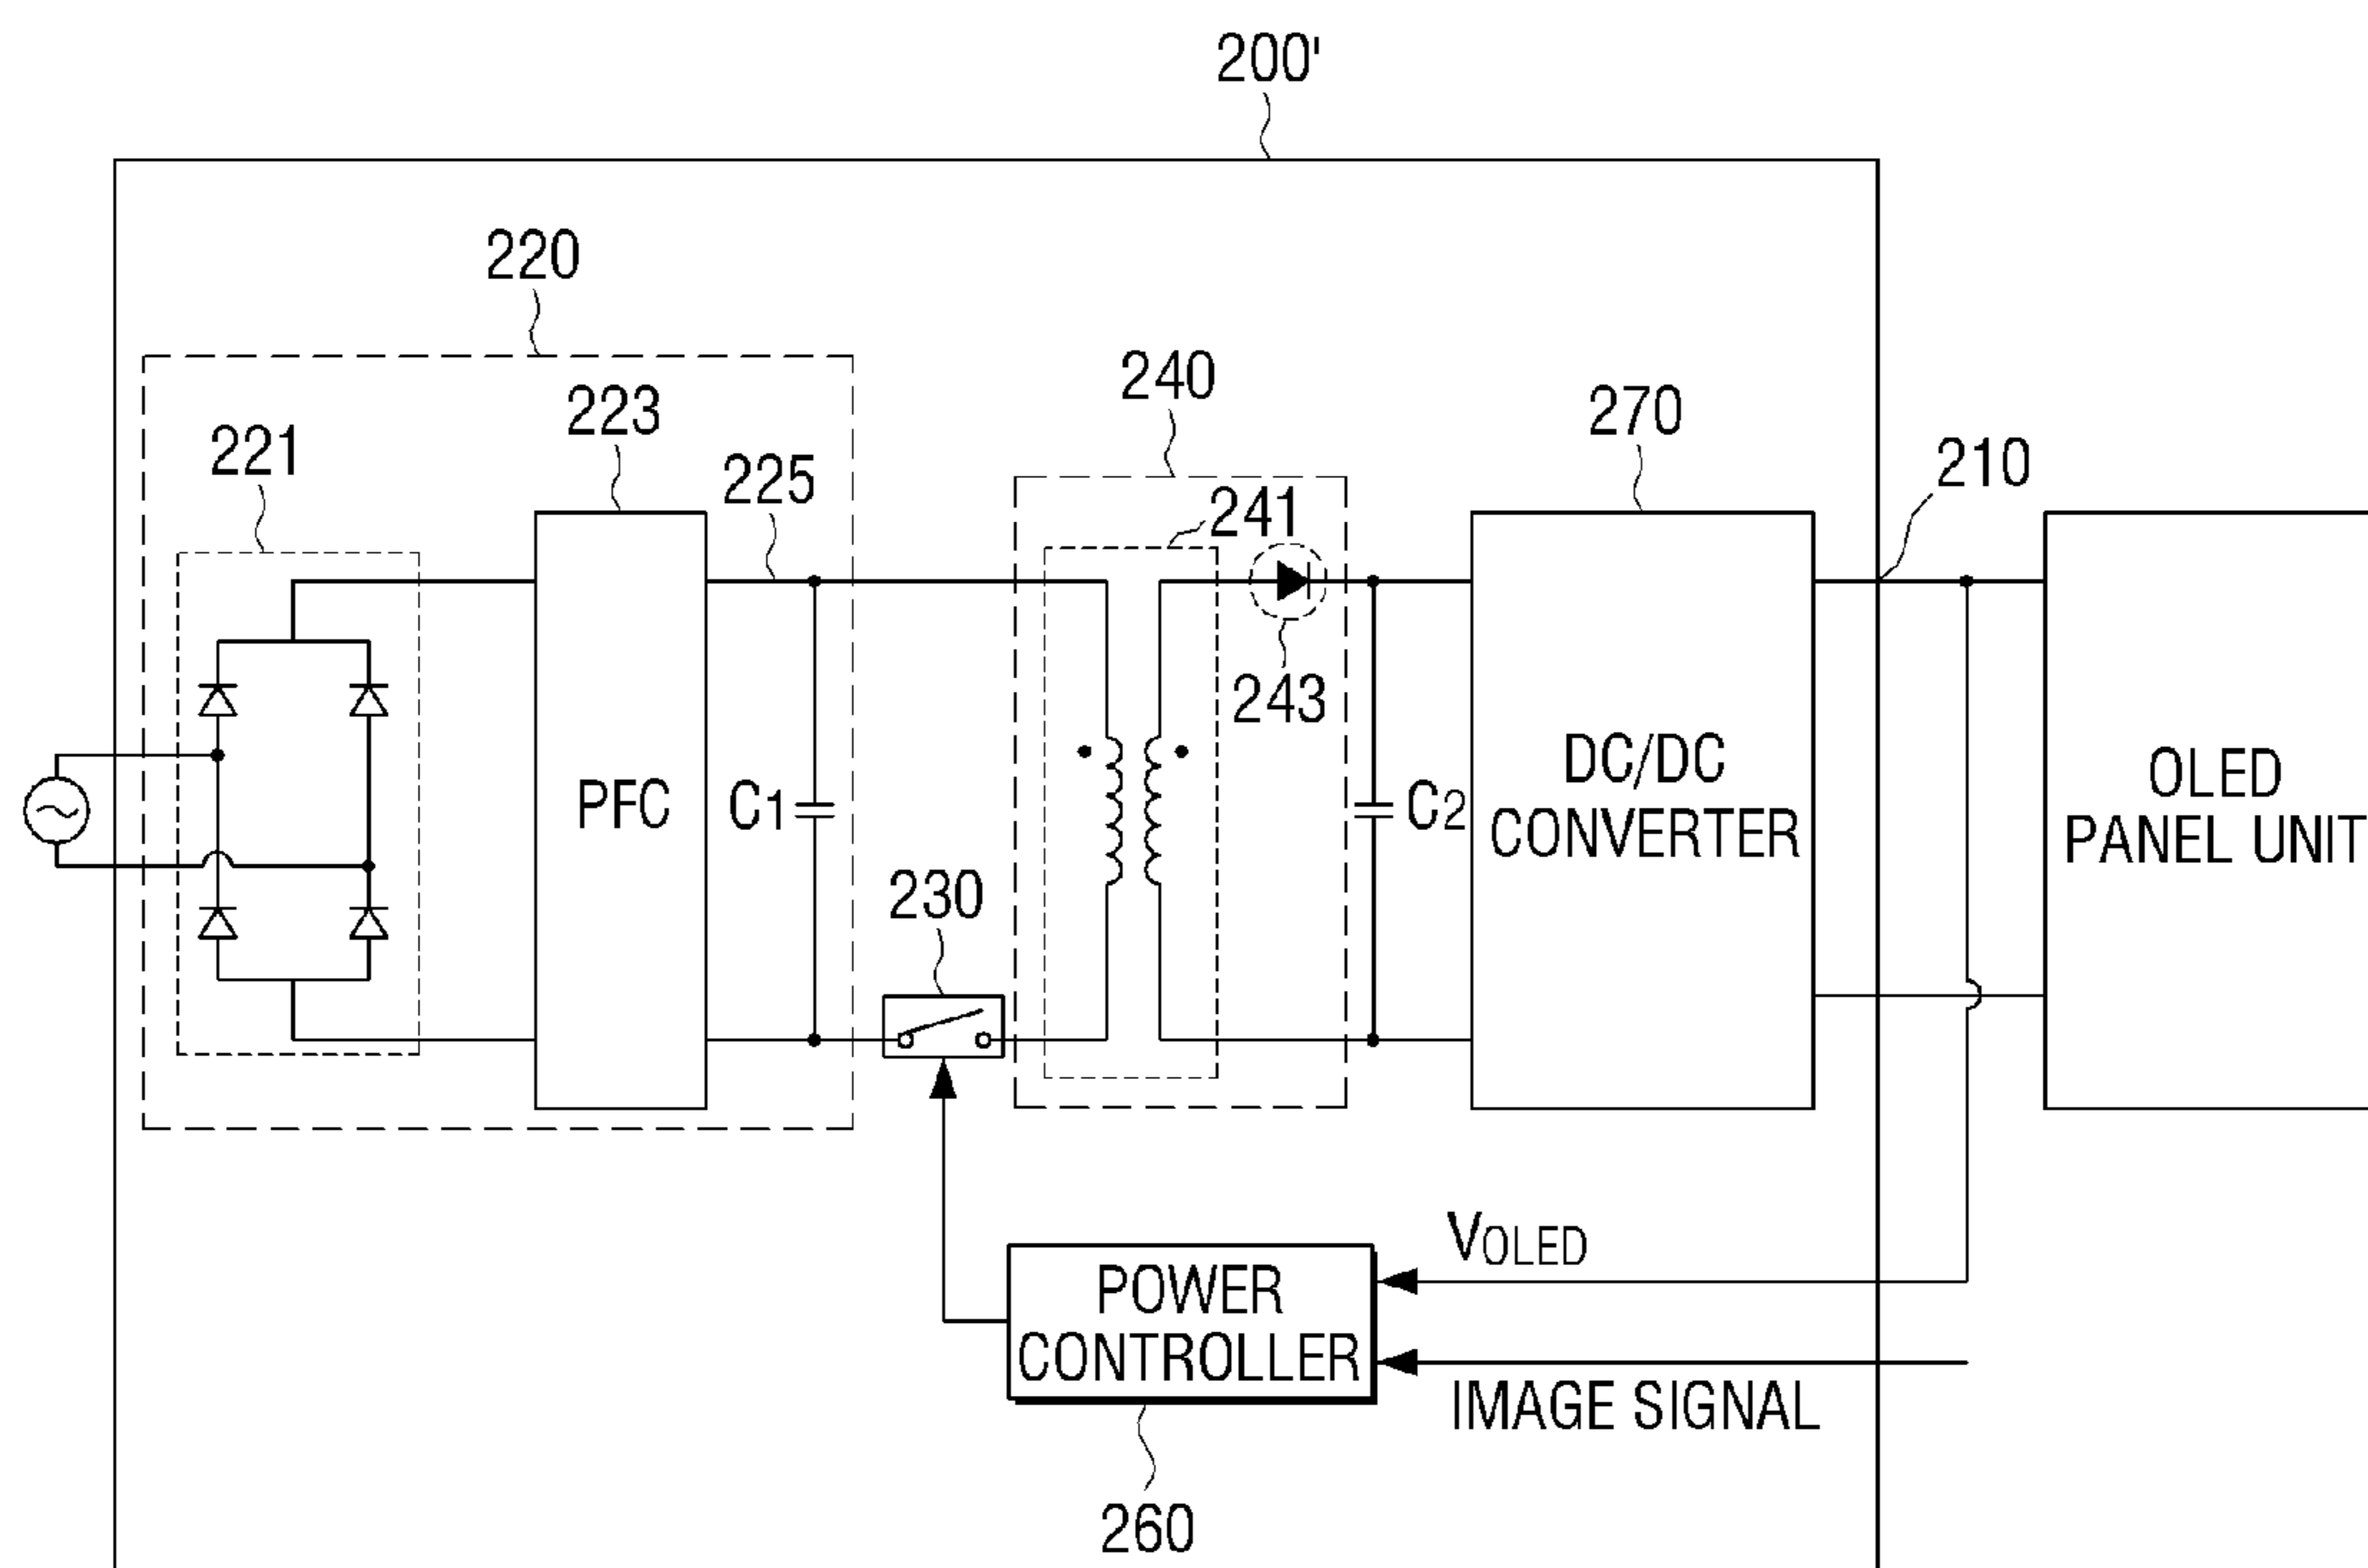 200'
220
240
270
223
221
210
225
241
243
PFC
C1
C2
DC/DC
CONVERTER
OLED
PANEL UNIT
230
VOLED
POWER
CONTROLLER
IMAGE SIGNAL
260